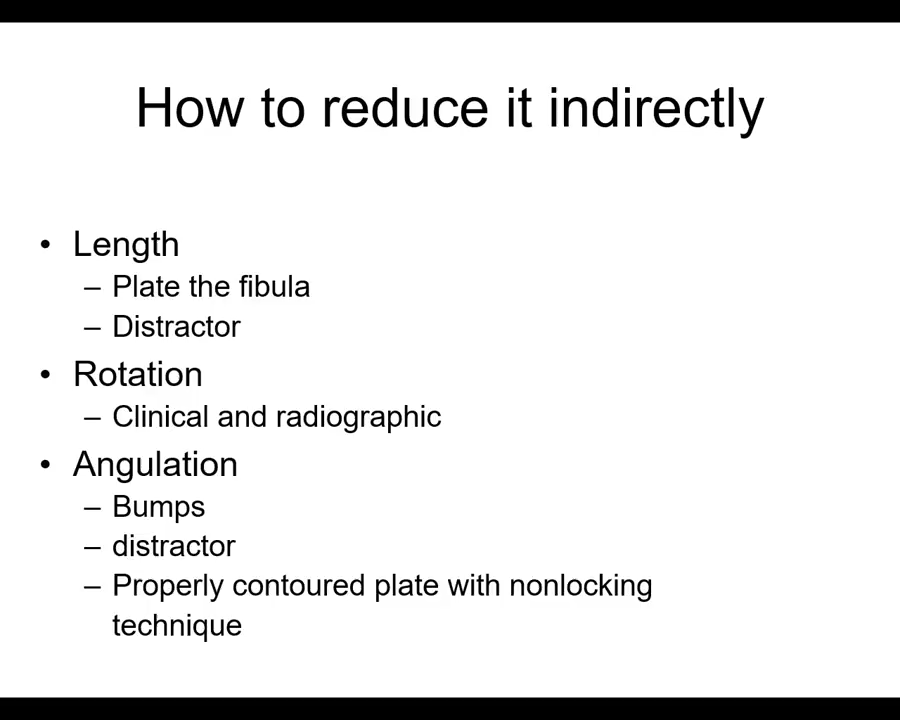 How to reduce it indirectly
• Length
– Plate the fibula
– Distractor
• Rotation
– Clinical and radiographic
• Angulation
– Bumps
– distractor
– Properly contoured plate with nonlocking
technique